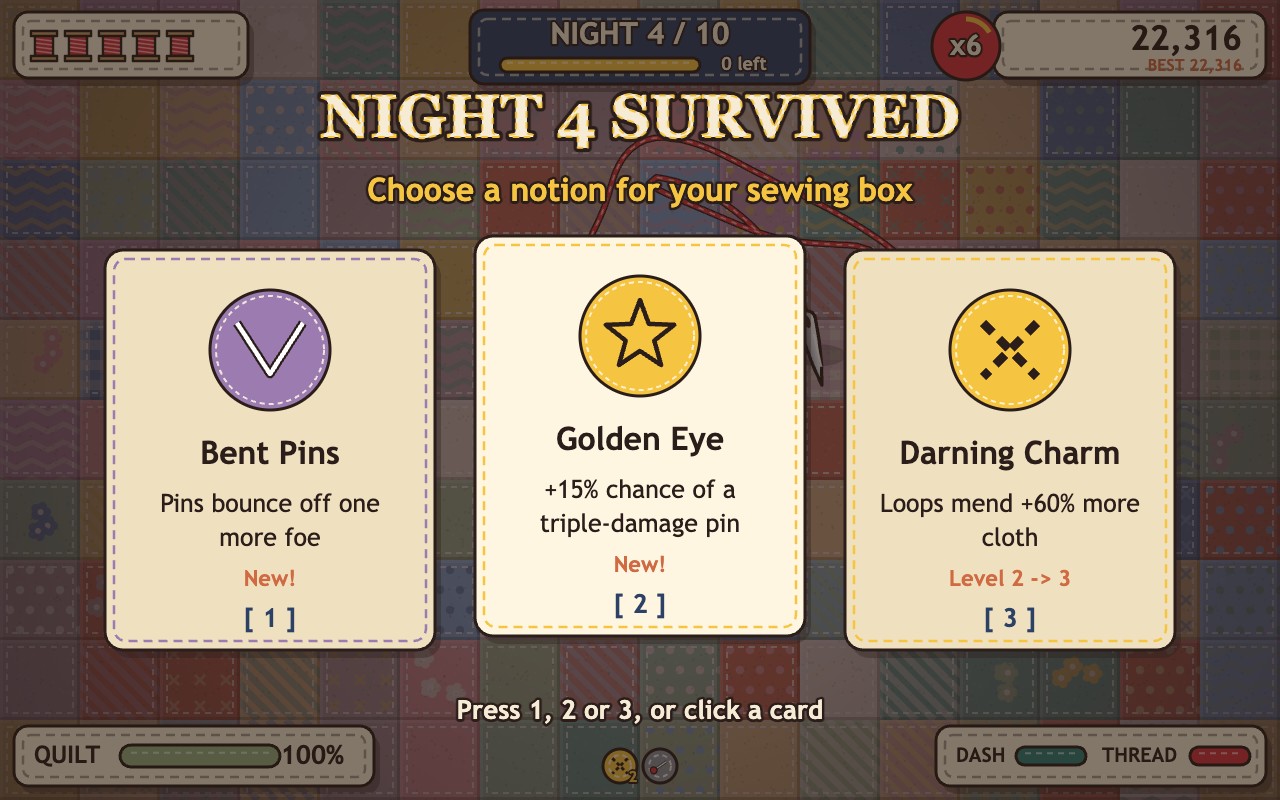 NIGHT 4 / 10
0 left
x6
22,316
BEST 22,316
NIGHT 4 SURVIVED
Choose a notion for your sewing box
Bent Pins
Pins bounce off one
more foe
New!
[ 1 ]
Golden Eye
+15% chance of a
triple-damage pin
New!
[ 2 ]
Darning Charm
Loops mend +60% more
cloth
Level 2 -> 3
[ 3 ]
Press 1, 2 or 3, or click a card
QUILT 100%
2
DASH THREAD